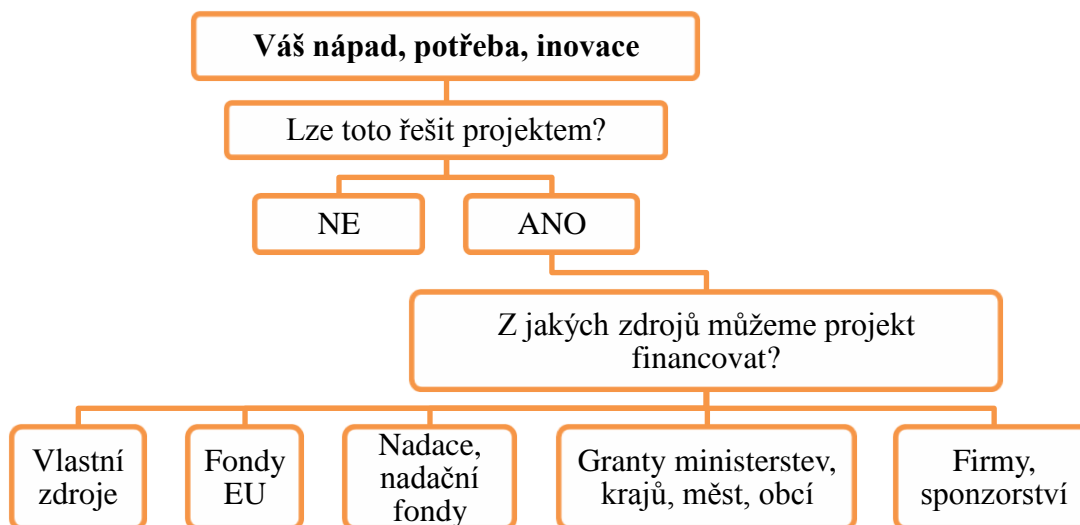 Váš nápad, potřeba, inovace
Lze toto řešit projektem?
NE
ANO
Z jakých zdrojů můžeme projekt
financovat?
Vlastní
zdroje
Fondy
EU
Nadace,
nadační
fondy
Granty ministerstev,
krajů, měst, obcí
Firmy,
sponzorství